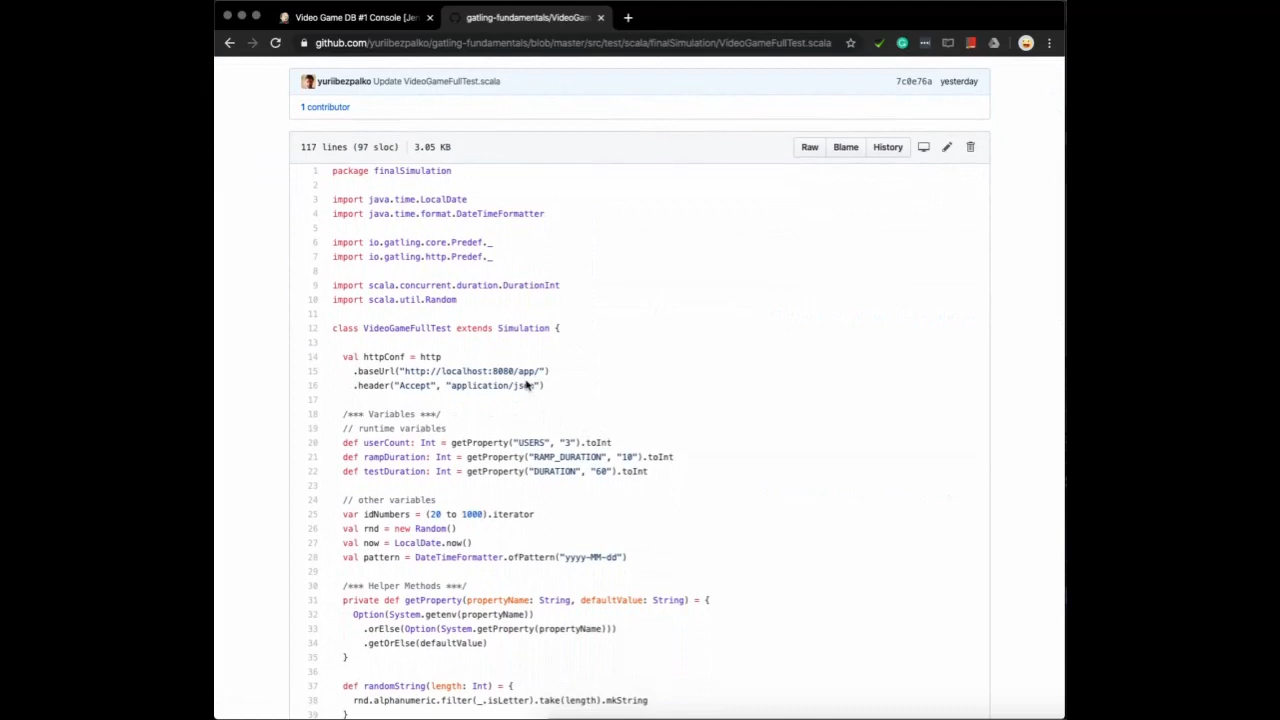 Video Game DB #1 Console [Jen
gatling-fundamentals/VideoGam
github.com/yuriibezpalko/gatling-fundamentals/blob/master/src/test/scala/finalSimulation/VideoGameFullTest.scala
yuriibezpalko Update VideoGameFullTest.scala 7c0e76a yesterday
1 contributor
117 lines (97 sloc) 3.05 KB Raw Blame History
1 package finalSimulation
2
3 import java.time.LocalDate
4 import java.time.format.DateTimeFormatter
5
6 import io.gatling.core.Predef._
7 import io.gatling.http.Predef._
8
9 import scala.concurrent.duration.DurationInt
10 import scala.util.Random
11
12 class VideoGameFullTest extends Simulation {
13
14 val httpConf = http
15 .baseUrl("http://localhost:8080/app/")
16 .header("Accept", "application/json")
17
18 /*** Variables ***/
19 // runtime variables
20 def userCount: Int = getProperty("USERS", "3").toInt
21 def rampDuration: Int = getProperty("RAMP_DURATION", "10").toInt
22 def testDuration: Int = getProperty("DURATION", "60").toInt
23
24 // other variables
25 var idNumbers = (20 to 1000).iterator
26 val rnd = new Random()
27 val now = LocalDate.now()
28 val pattern = DateTimeFormatter.ofPattern("yyyy-MM-dd")
29
30 /*** Helper Methods ***/
31 private def getProperty(propertyName: String, defaultValue: String) = {
32 Option(System.getenv(propertyName))
33 .orElse(Option(System.getProperty(propertyName)))
34 .getOrElse(defaultValue)
35 }
36
37 def randomString(length: Int) = {
38 rnd.alphanumeric.filter(_.isLetter).take(length).mkString
39 }